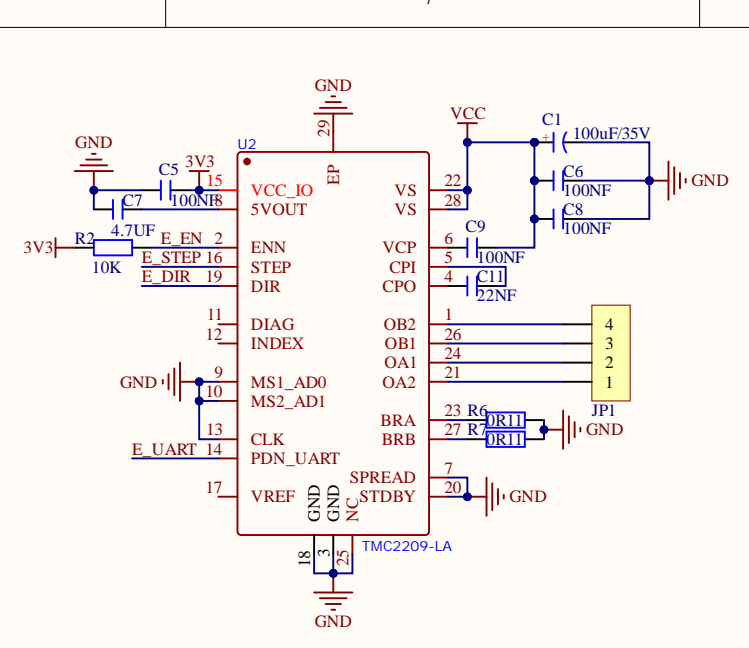 GND
29
EP
U2
VCC
C1
+
100uF/35V
C6
100NF
C8
100NF
GND
GND
C5
3V3
100NF
C7
4.7UF
15
VCC_IO
8
5VOUT
VS
22
VS
28
3V3
R2
10K
E_EN
2
ENN
E_STEP
16
STEP
E_DIR
19
DIR
VCP
6
C9
100NF
CPI
5
CPO
4
C11
22NF
11
DIAG
12
INDEX
OB2
1
OB1
26
OA1
24
OA2
21
4
3
2
1
JP1
GND
9
MS1_AD0
10
MS2_AD1
13
CLK
E_UART
14
PDN_UART
BRA
23
R6
0R11
BRB
27
R7
0R11
GND
17
VREF
SPREAD
7
STDBY
20
GND
GND
GND
NC
18
3
25
TMC2209-LA
GND